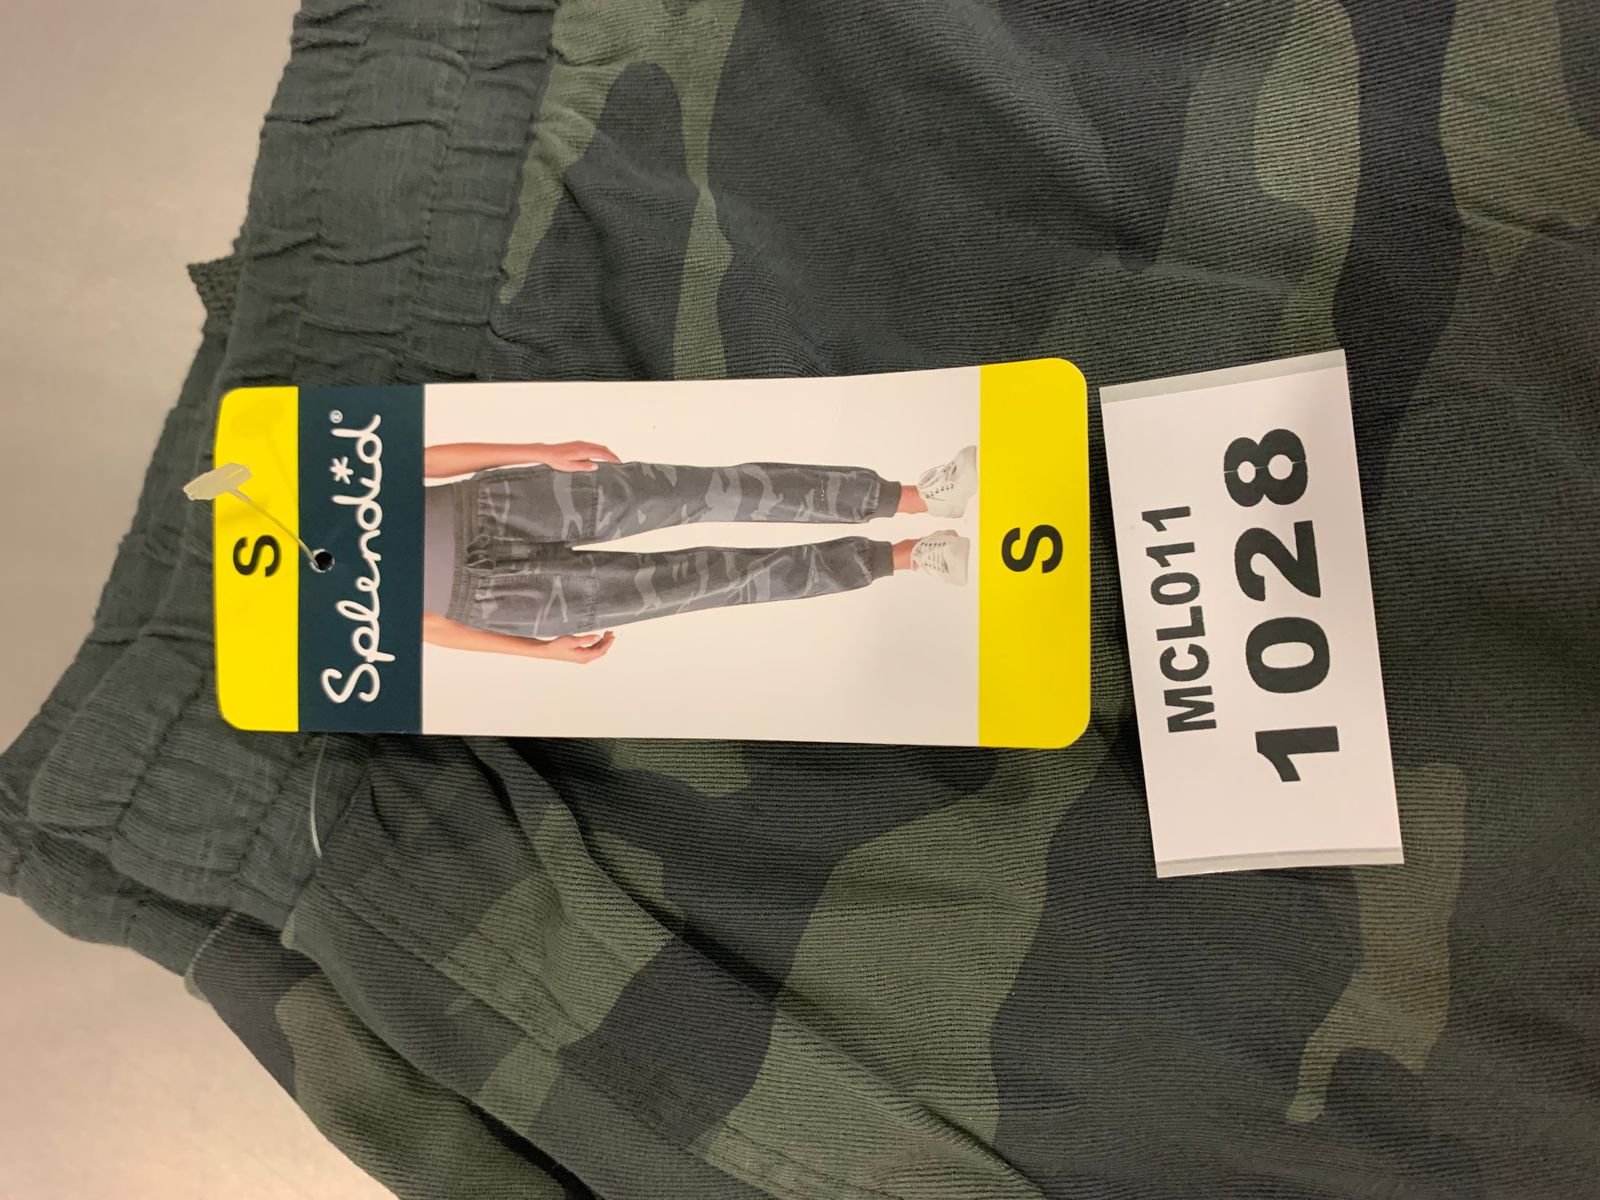 S
Splendid®
S
MCL011
1028